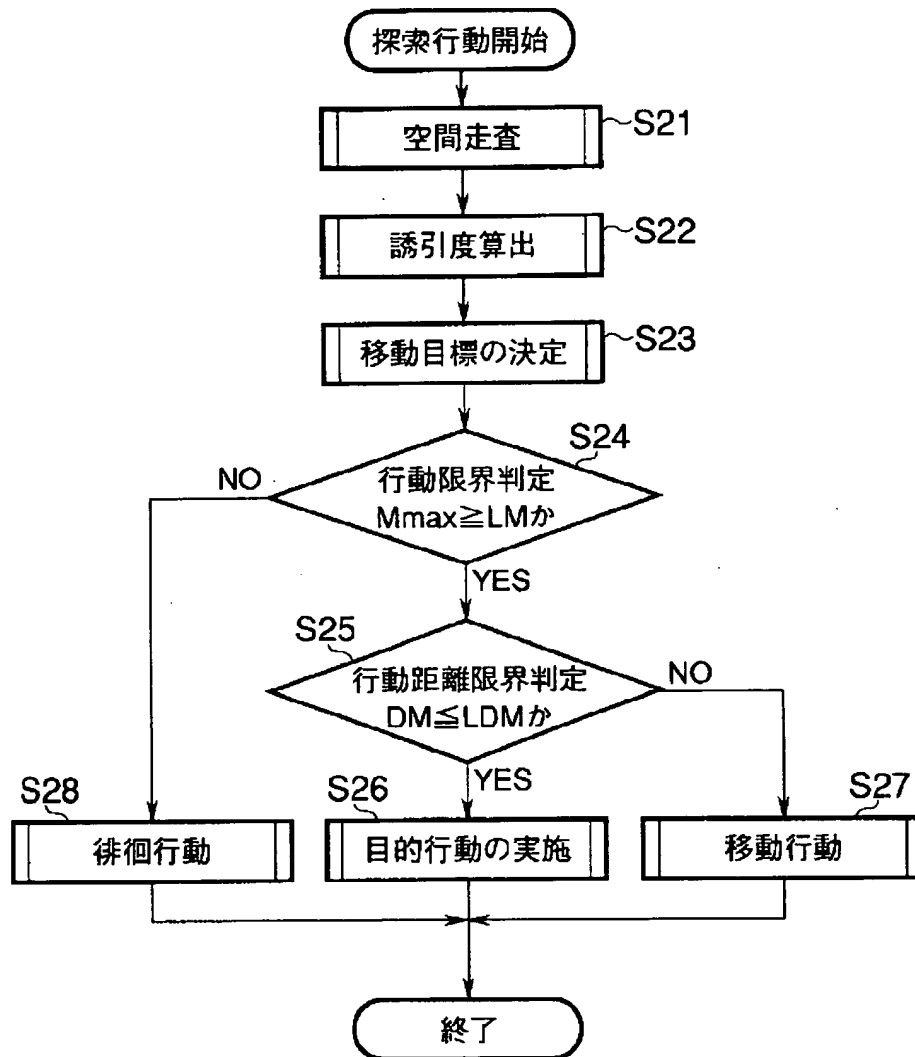 探索行動開始
空間走査
S21
誘引度算出
S22
移動目標の決定
S23
S24
行動限界判定
Mmax≧LMか
NO
YES
S25
行動距離限界判定
DM≦LDMか
NO
YES
S28
徘徊行動
S26
目的行動の実施
S27
移動行動
終了